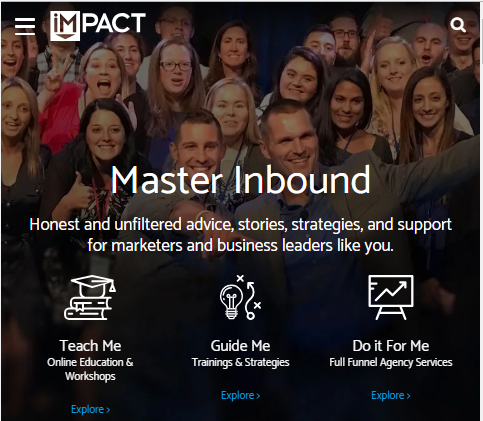 iMPACT
Master Inbound
Honest and unfiltered advice, stories, strategies, and support
for marketers and business leaders like you.
Teach Me
Online Education &
Workshops
Explore >
Guide Me
Trainings & Strategies
Explore >
Do it For Me
Full Funnel Agency Services
Explore >